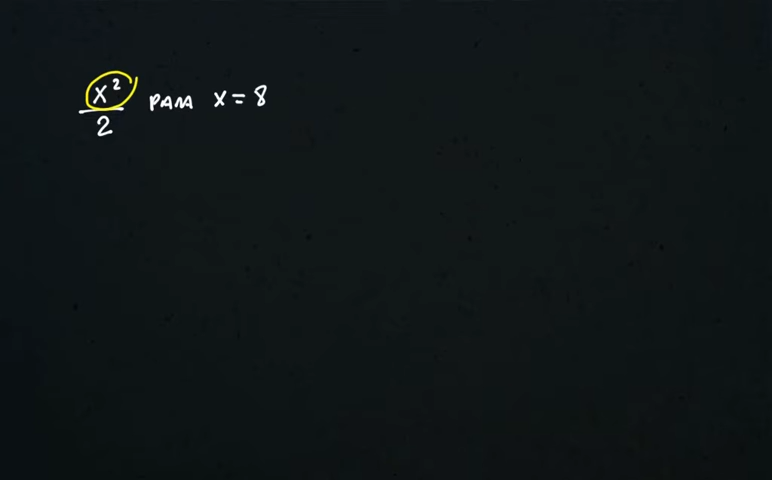 x²/2 PARA x = 8